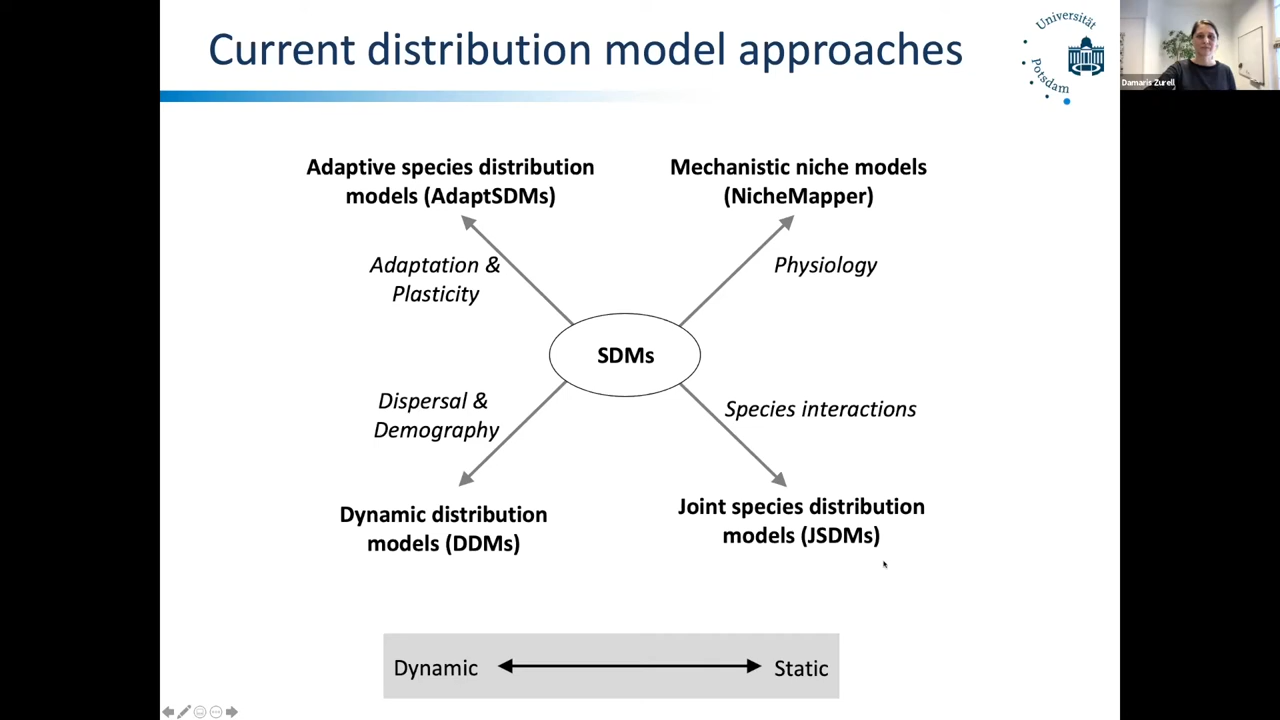 Current distribution model approaches
Universität
Potsdam
Damaris Zurell
Adaptive species distribution
models (AdaptSDMs)
Mechanistic niche models
(NicheMapper)
Adaptation &
Plasticity
Physiology
SDMs
Dispersal &
Demography
Species interactions
Dynamic distribution
models (DDMs)
Joint species distribution
models (JSDMs)
Dynamic
Static